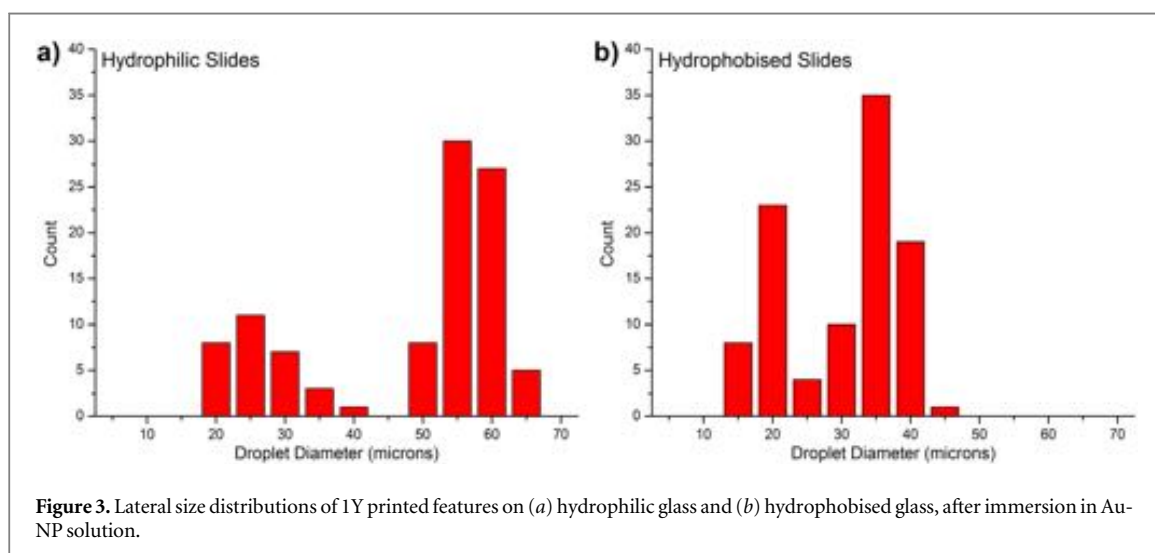 a) Hydrophilic Slides
40
35
30
25
20
15
10
5
0
Count
10 20 30 40 50 60 70
Droplet Diameter (microns)
b) Hydrophobised Slides
40
35
30
25
20
15
10
5
0
Count
10 20 30 40 50 60 70
Droplet Diameter (microns)
Figure 3. Lateral size distributions of 1Y printed features on (a) hydrophilic glass and (b) hydrophobised glass, after immersion in Au-
NP solution.